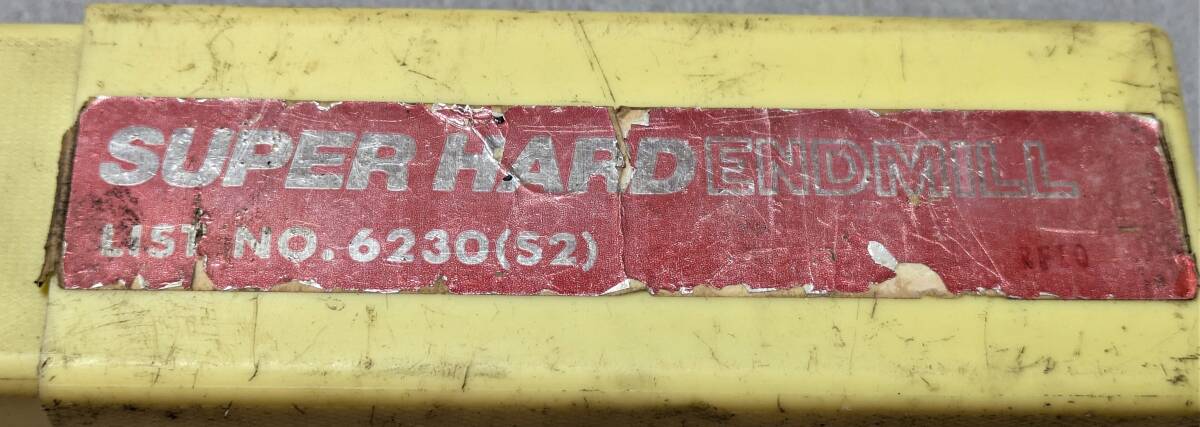 SUPER HARD ENDMILL
LIST NO. 6230(S2)